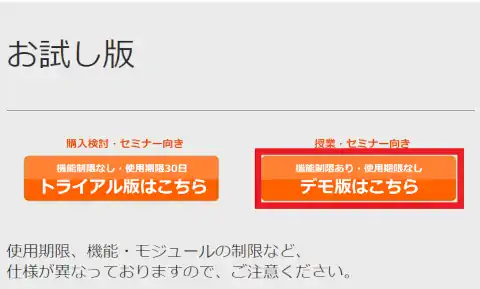 お試し版
購入検討・セミナー向き
機能制限なし・使用期限30日
トライアル版はこちら
授業・セミナー向き
機能制限あり・使用期限なし
デモ版はこちら
使用期限、機能・モジュールの制限など、
仕様が異なっておりますので、ご注意ください。